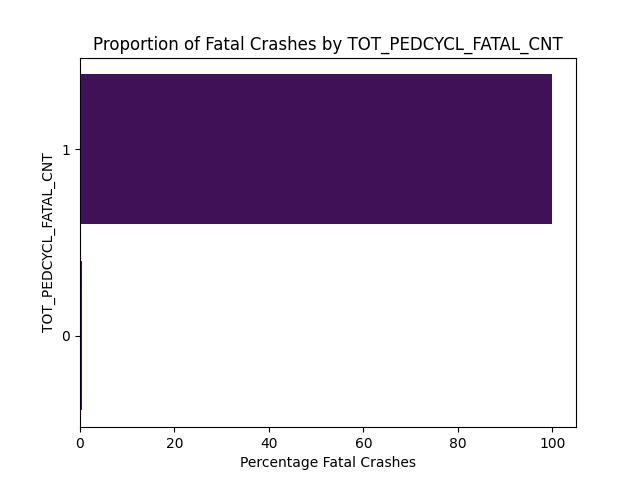 Proportion of Fatal Crashes by TOT_PEDCYCL_FATAL_CNT
TOT_PEDCYCL_FATAL_CNT
1
0
0 20 40 60 80 100
Percentage Fatal Crashes